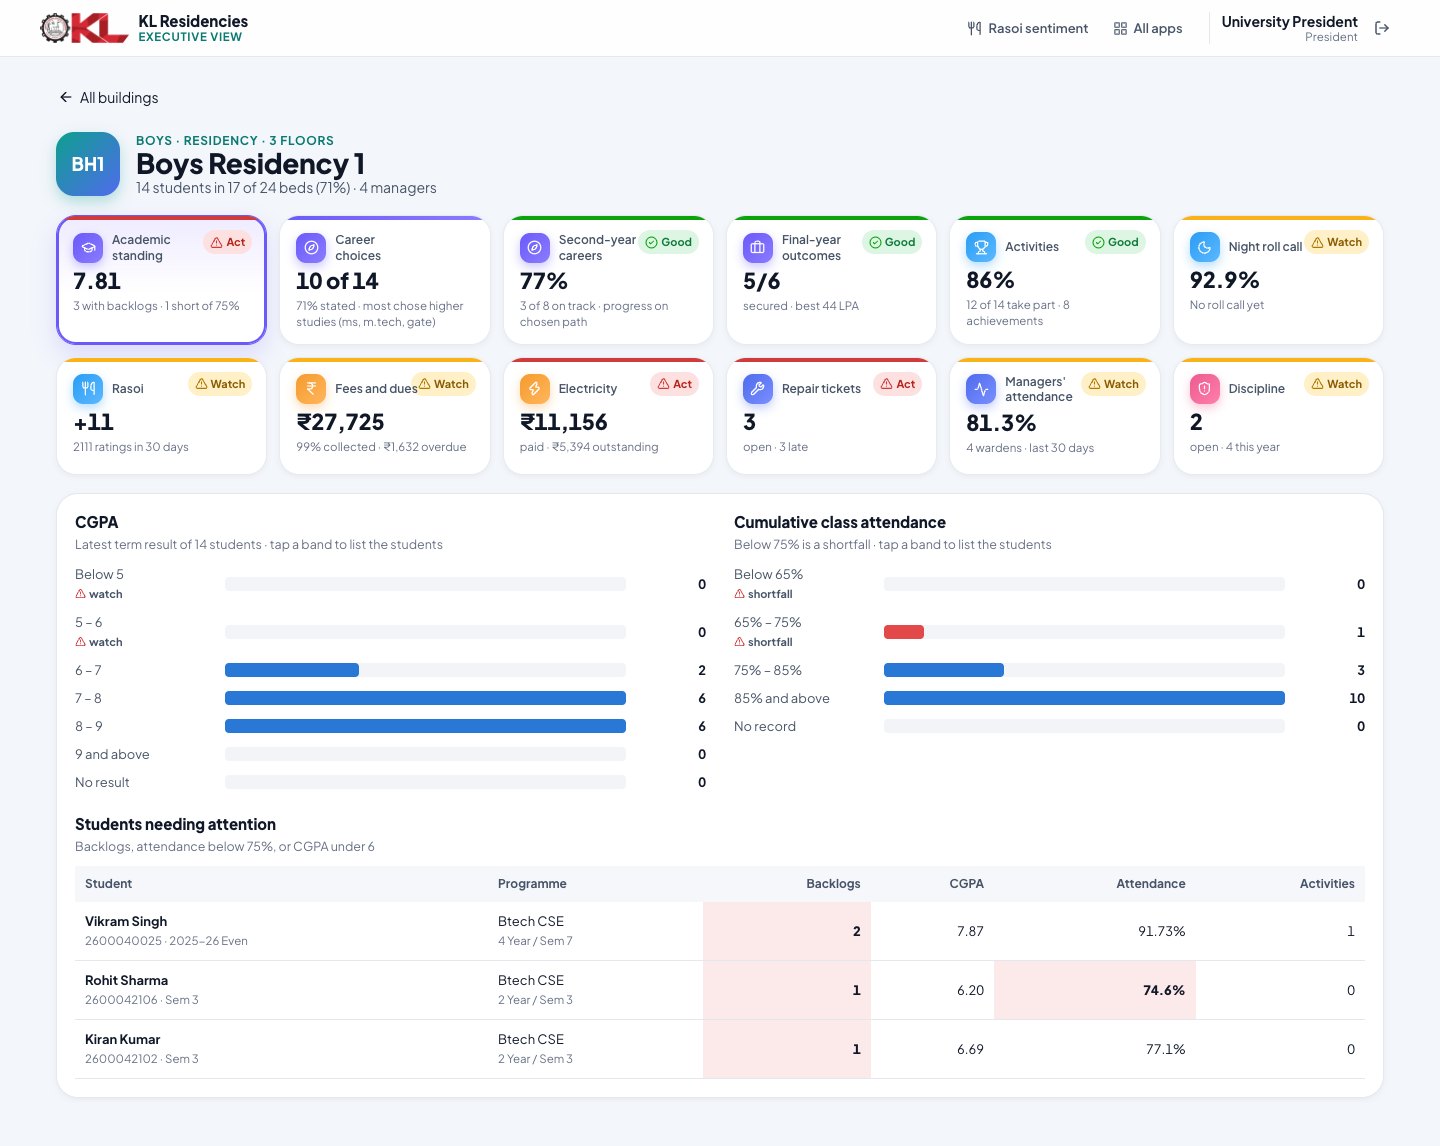 KL
KL Residencies
EXECUTIVE VIEW
Rasoi sentiment
All apps
University President
President
All buildings
BH1
BOYS · RESIDENCY · 3 FLOORS
Boys Residency 1
14 students in 17 of 24 beds (71%) · 4 managers
Academic standing
Act
7.81
3 with backlogs · 1 short of 75%
Career choices
10 of 14
71% stated · most chose higher
studies (ms, m.tech, gate)
Second-year careers
Good
77%
3 of 8 on track · progress on
chosen path
Final-year outcomes
Good
5/6
secured · best 44 LPA
Activities
Good
86%
12 of 14 take part · 8
achievements
Night roll call
Watch
92.9%
No roll call yet
Rasoi
Watch
+11
2111 ratings in 30 days
Fees and dues
Watch
₹27,725
99% collected · ₹1,632 overdue
Electricity
Act
₹11,156
paid · ₹5,394 outstanding
Repair tickets
Act
3
open · 3 late
Managers' attendance
Watch
81.3%
4 wardens · last 30 days
Discipline
Watch
2
open · 4 this year
CGPA
Latest term result of 14 students · tap a band to list the students
Below 5
watch
0
5 – 6
watch
0
6 – 7 2
7 – 8 6
8 – 9 6
9 and above 0
No result 0
Cumulative class attendance
Below 75% is a shortfall · tap a band to list the students
Below 65%
shortfall
0
65% – 75%
shortfall
1
75% – 85% 3
85% and above 10
No record 0
Students needing attention
Backlogs, attendance below 75%, or CGPA under 6
Student Programme Backlogs CGPA Attendance Activities
Vikram Singh Btech CSE
2600040025 · 2025-26 Even 4 Year / Sem 7
2 7.87 91.73% 1
Rohit Sharma Btech CSE
2600042106 · Sem 3 2 Year / Sem 3
1 6.20 74.6% 0
Kiran Kumar Btech CSE
2600042102 · Sem 3 2 Year / Sem 3
1 6.69 77.1% 0